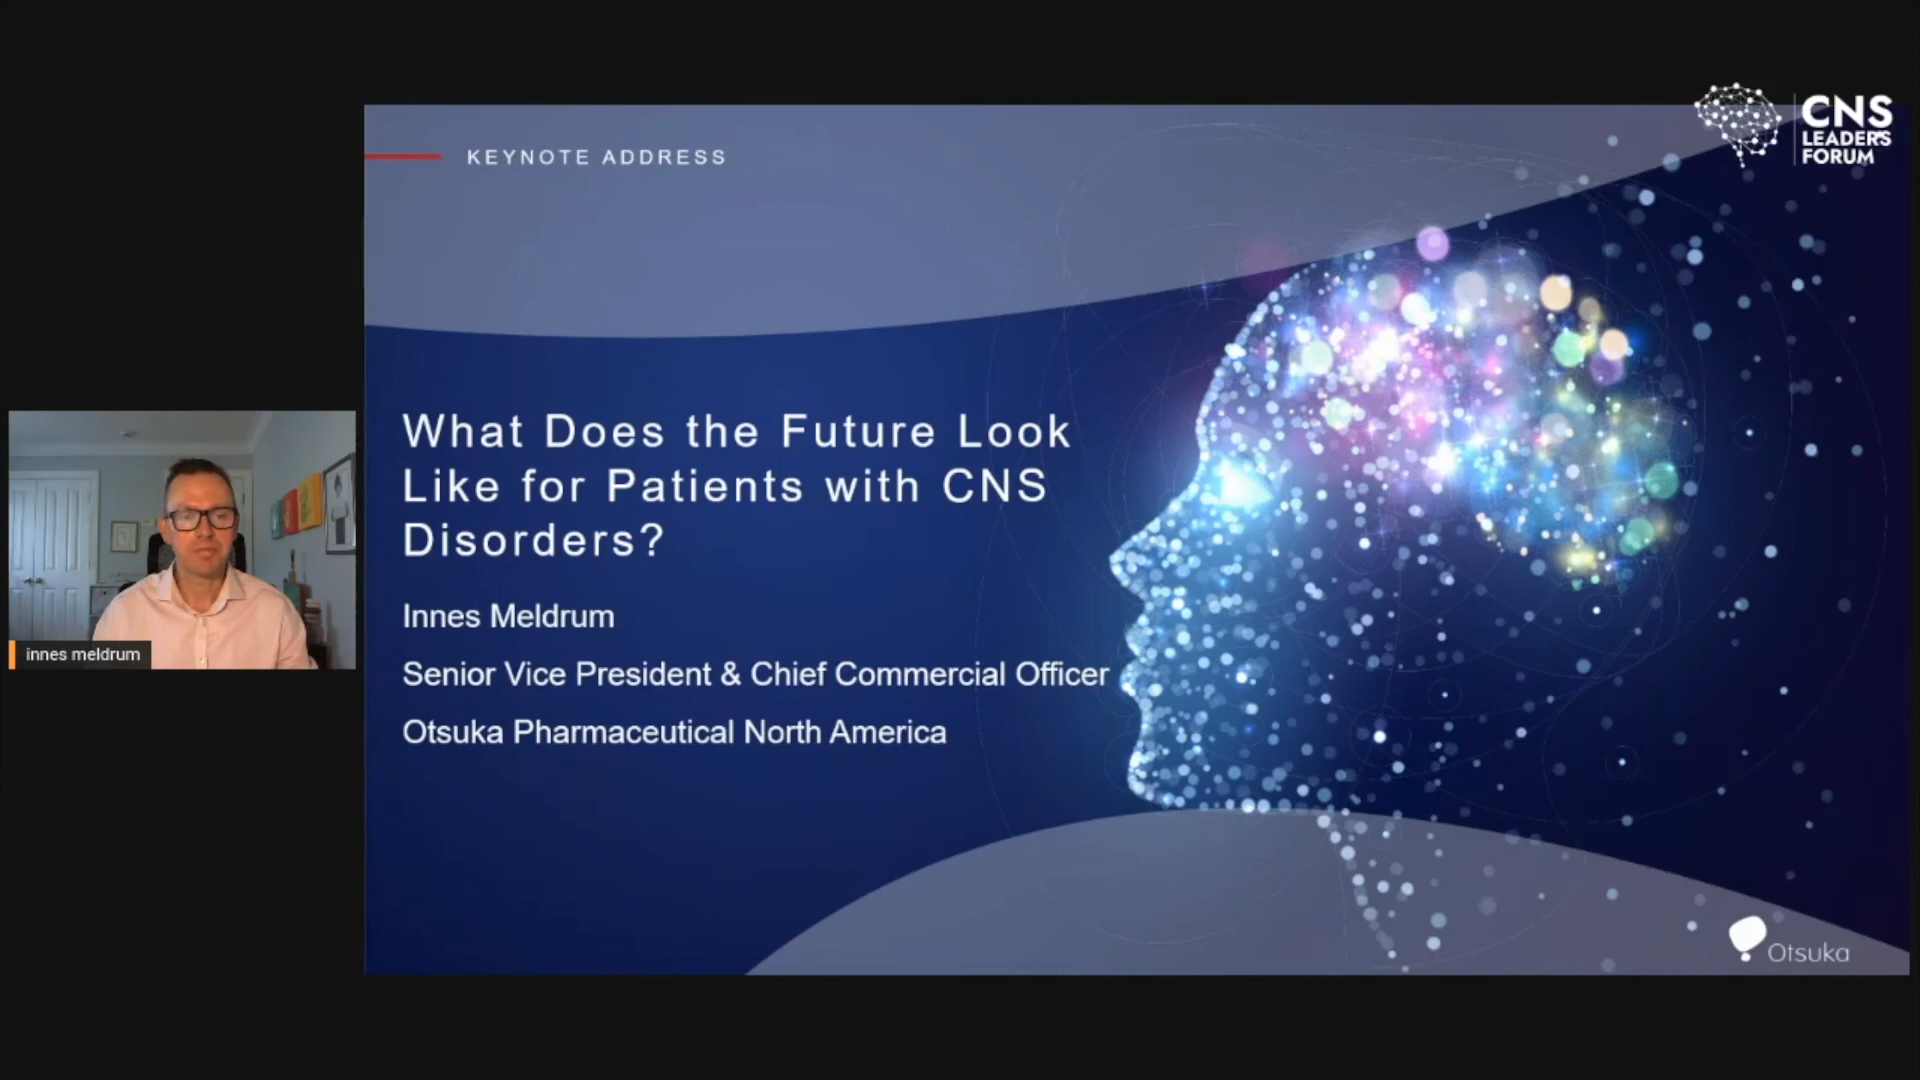 CNS
LEADERS
FORUM
KEYNOTE ADDRESS
What Does the Future Look
Like for Patients with CNS
Disorders?
Innes Meldrum
Senior Vice President & Chief Commercial Officer
Otsuka Pharmaceutical North America
innes meldrum
Otsuka